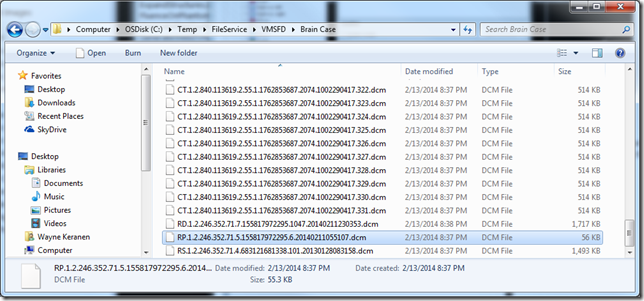 Computer ▸ OSDisk (C:) ▸ Temp ▸ FileService ▸ VMSFD ▸ Brain Case
Search Brain Case
Organize Open Burn New folder
Name Date modified Type Size
Favorites
Desktop
Downloads
Recent Places
SkyDrive
Desktop
Libraries
Documents
Music
Pictures
Videos
Wayne Keranen
Computer
CT.1.2.840.113619.2.55.1.1762853687.2074.1002290417.322.dcm 2/13/2014 8:37 PM DCM File 514 KB
CT.1.2.840.113619.2.55.1.1762853687.2074.1002290417.323.dcm 2/13/2014 8:37 PM DCM File 514 KB
CT.1.2.840.113619.2.55.1.1762853687.2074.1002290417.324.dcm 2/13/2014 8:37 PM DCM File 514 KB
CT.1.2.840.113619.2.55.1.1762853687.2074.1002290417.325.dcm 2/13/2014 8:37 PM DCM File 514 KB
CT.1.2.840.113619.2.55.1.1762853687.2074.1002290417.326.dcm 2/13/2014 8:37 PM DCM File 514 KB
CT.1.2.840.113619.2.55.1.1762853687.2074.1002290417.327.dcm 2/13/2014 8:37 PM DCM File 514 KB
CT.1.2.840.113619.2.55.1.1762853687.2074.1002290417.328.dcm 2/13/2014 8:37 PM DCM File 514 KB
CT.1.2.840.113619.2.55.1.1762853687.2074.1002290417.329.dcm 2/13/2014 8:37 PM DCM File 514 KB
CT.1.2.840.113619.2.55.1.1762853687.2074.1002290417.330.dcm 2/13/2014 8:37 PM DCM File 514 KB
CT.1.2.840.113619.2.55.1.1762853687.2074.1002290417.331.dcm 2/13/2014 8:37 PM DCM File 514 KB
RD.1.2.246.352.71.7.155817972295.1047.20140211230353.dcm 2/13/2014 8:38 PM DCM File 1,717 KB
RP.1.2.246.352.71.5.155817972295.6.20140211055107.dcm 2/13/2014 8:37 PM DCM File 56 KB
RS.1.2.246.352.71.4.683121681338.101.20130128083158.dcm 2/13/2014 8:37 PM DCM File 1,493 KB
RP.1.2.246.352.71.5.155817972295.6.2014... Date modified: 2/13/2014 8:37 PM Date created: 2/13/2014 8:37 PM
DCM File Size: 55.3 KB